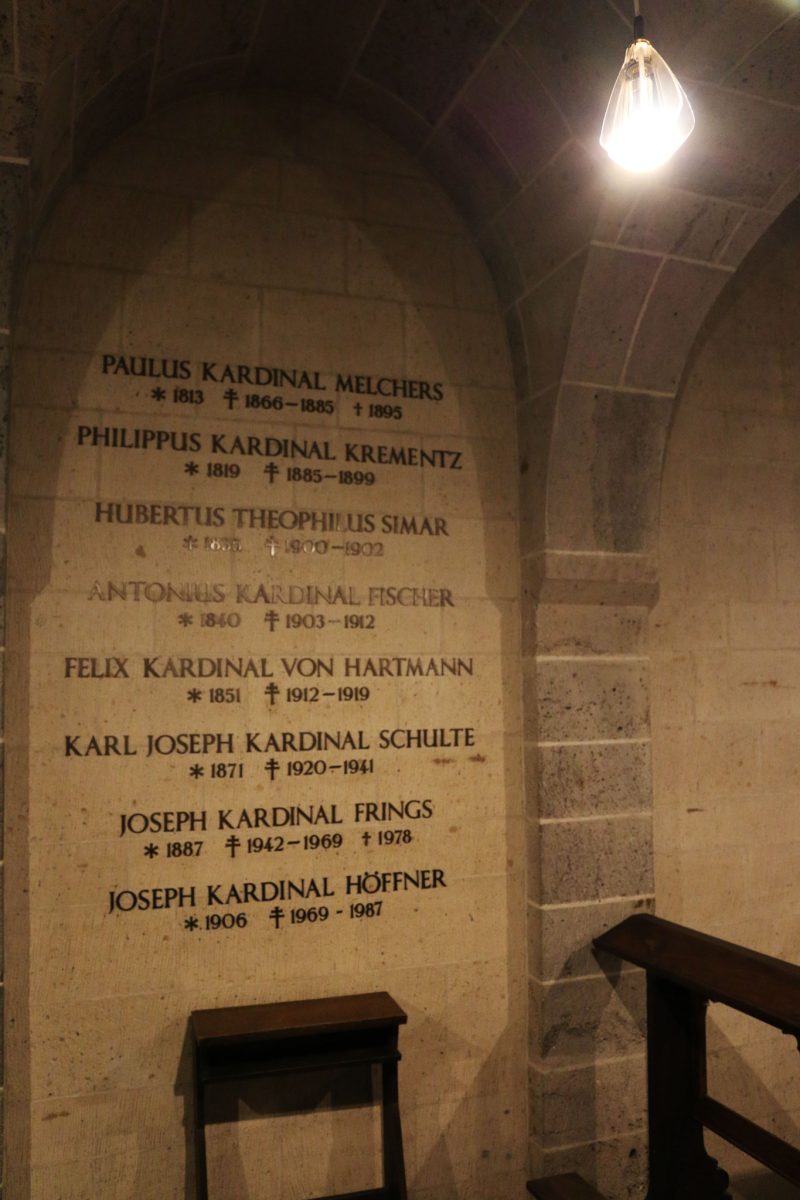 PAULUS KARDINAL MELCHERS
* 1813 ‡ 1866–1885 † 1895
PHILIPPUS KARDINAL KREMENTZ
* 1819 ‡ 1885–1899
HUBERTUS THEOPHILUS SIMAR
* 1835 ‡ 1900–1902
ANTONIUS KARDINAL FISCHER
* 1840 ‡ 1903–1912
FELIX KARDINAL VON HARTMANN
* 1851 ‡ 1912–1919
KARL JOSEPH KARDINAL SCHULTE
* 1871 ‡ 1920–1941
JOSEPH KARDINAL FRINGS
* 1887 ‡ 1942–1969 † 1978
JOSEPH KARDINAL HÖFFNER
* 1906 ‡ 1969 - 1987